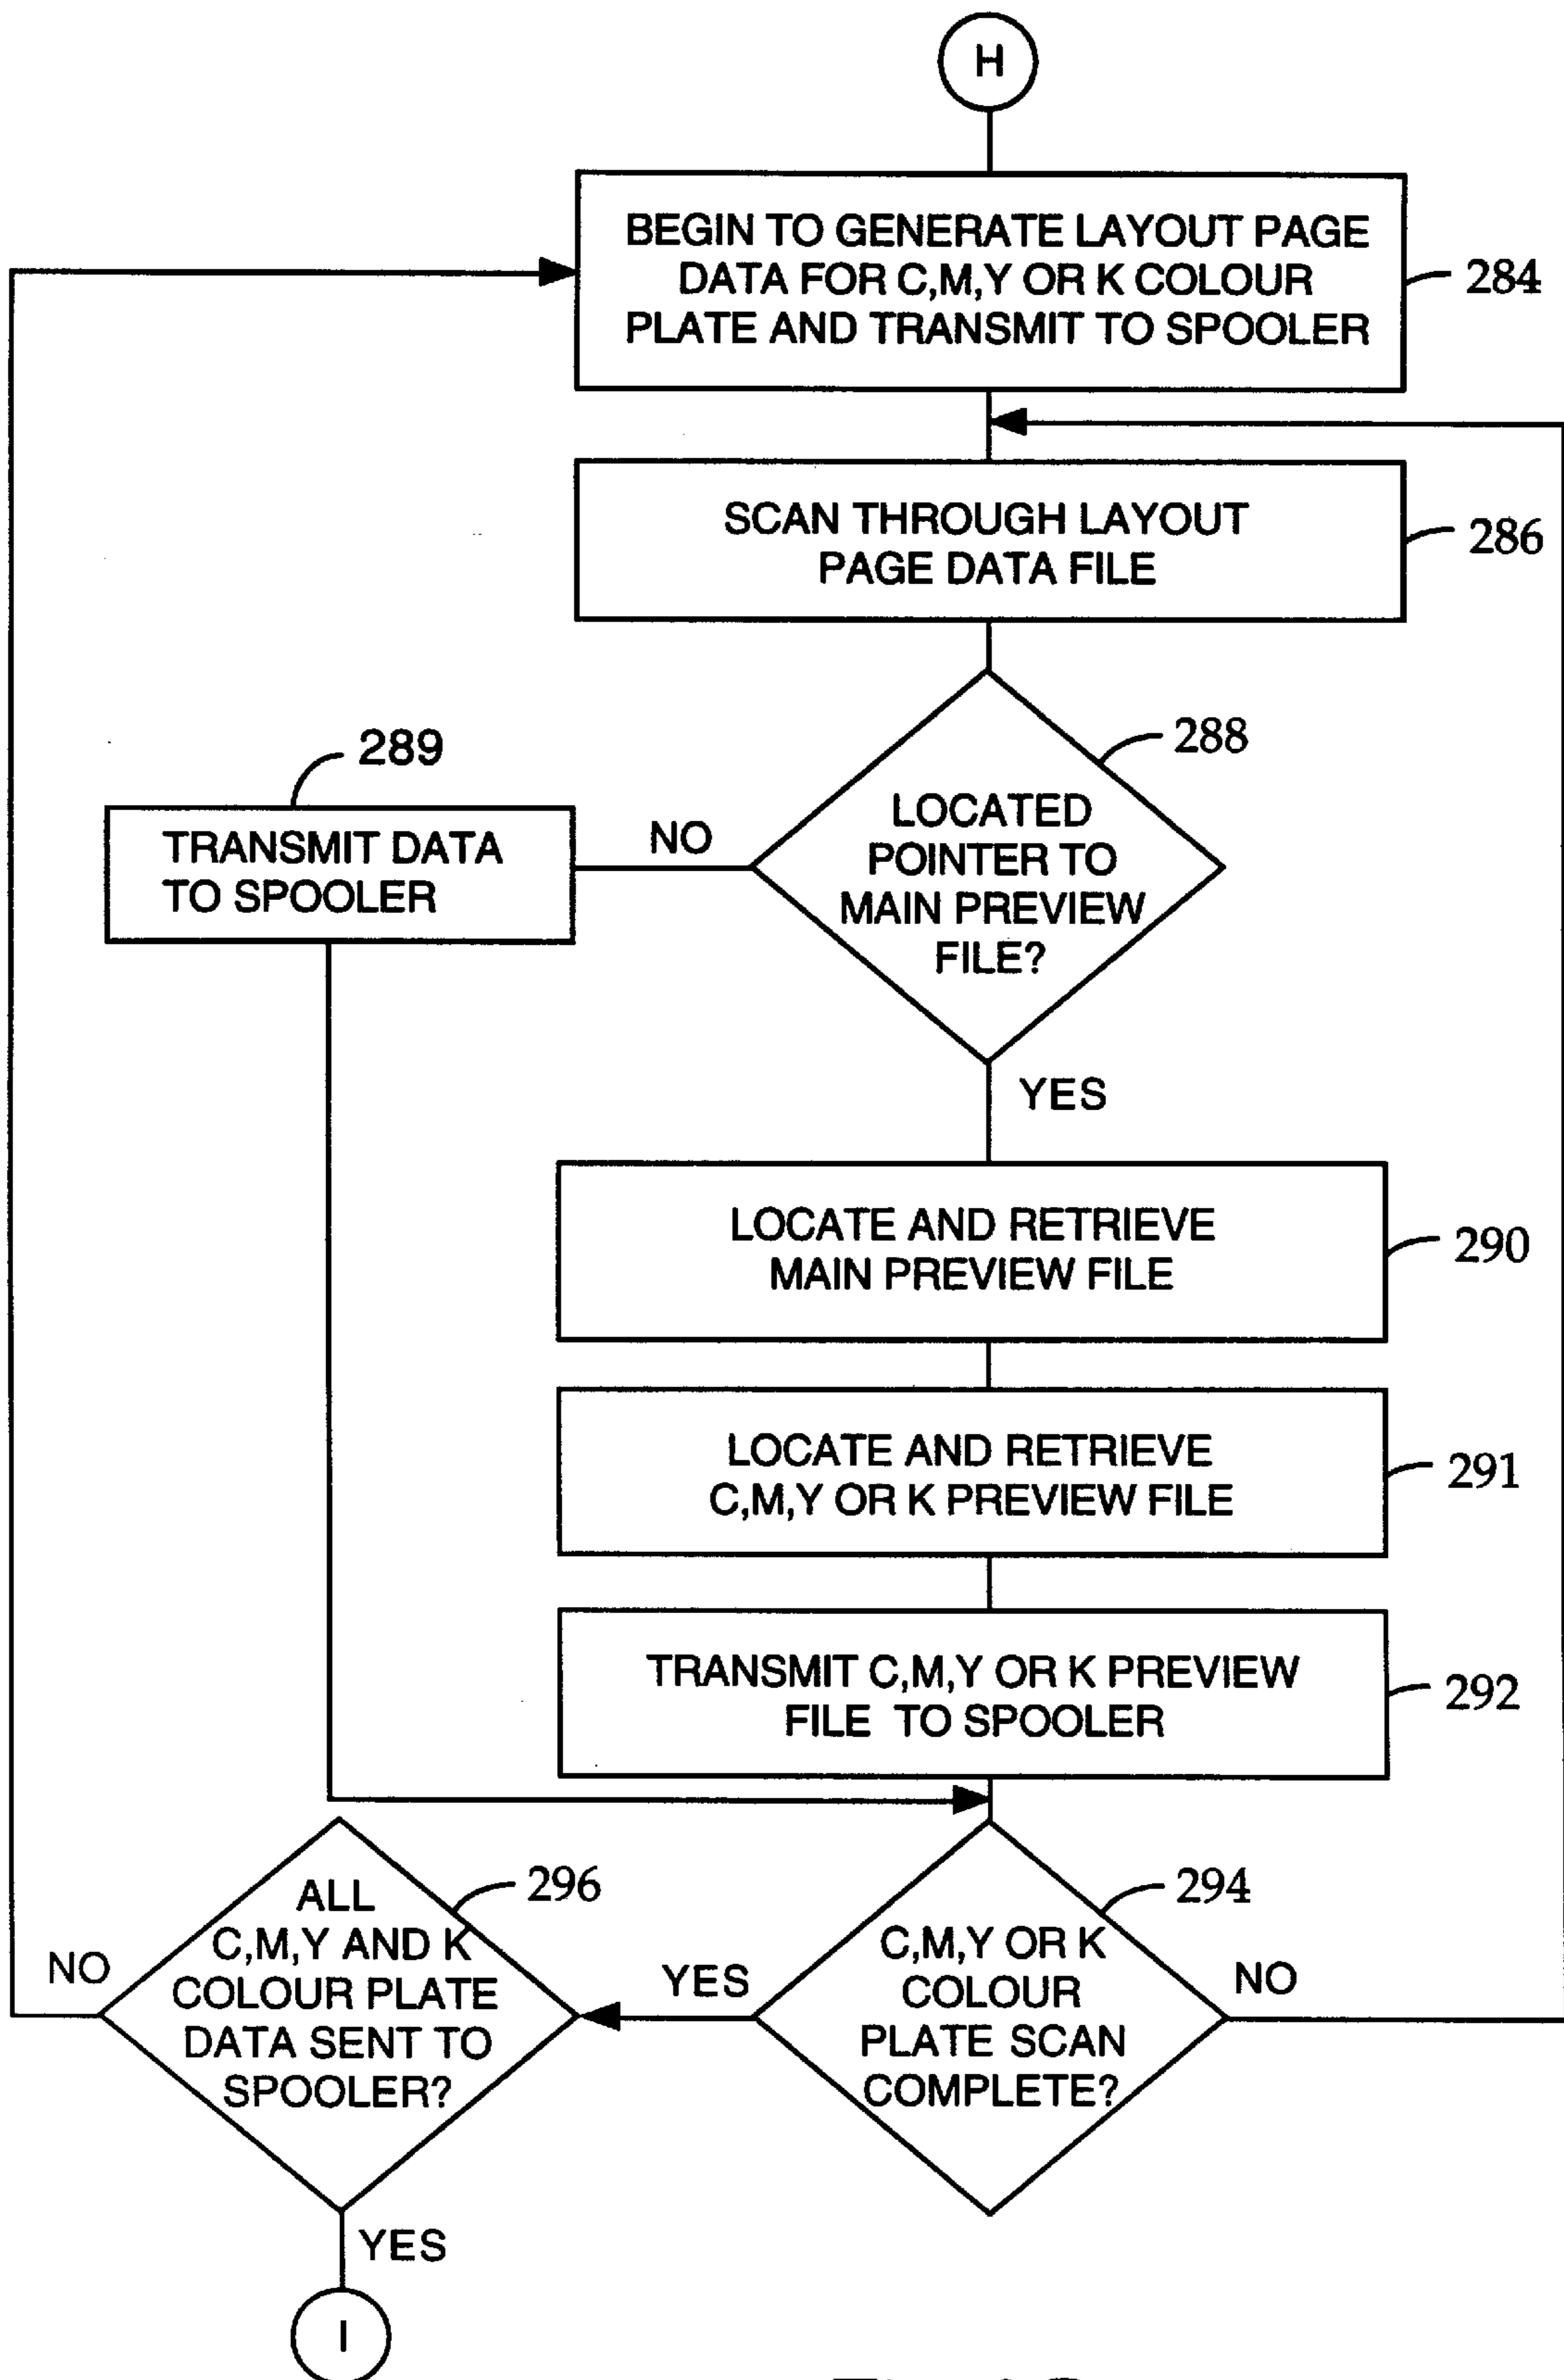 H
BEGIN TO GENERATE LAYOUT PAGE
DATA FOR C,M,Y OR K COLOUR
PLATE AND TRANSMIT TO SPOOLER
284
SCAN THROUGH LAYOUT
PAGE DATA FILE
286
288
LOCATED
POINTER TO
MAIN PREVIEW
FILE?
NO
289
TRANSMIT DATA
TO SPOOLER
YES
LOCATE AND RETRIEVE
MAIN PREVIEW FILE
290
LOCATE AND RETRIEVE
C,M,Y OR K PREVIEW FILE
291
TRANSMIT C,M,Y OR K PREVIEW
FILE TO SPOOLER
292
294
C,M,Y OR K
COLOUR
PLATE SCAN
COMPLETE?
NO
YES
296
ALL
C,M,Y AND K
COLOUR PLATE
DATA SENT TO
SPOOLER?
NO
YES
I